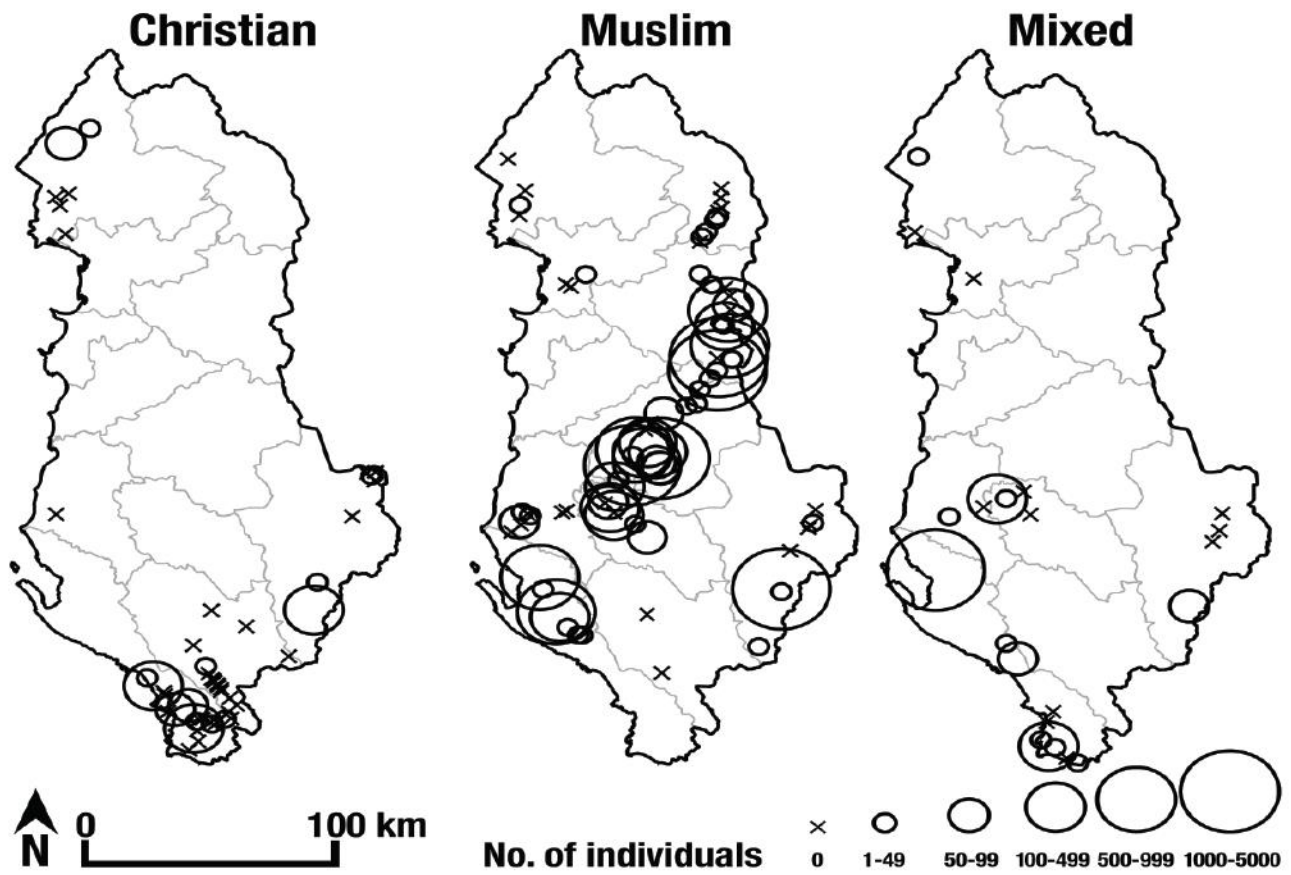 Christian Muslim Mixed
0 100 km
N
No. of individuals
0 1-49 50-99 100-499 500-999 1000-5000